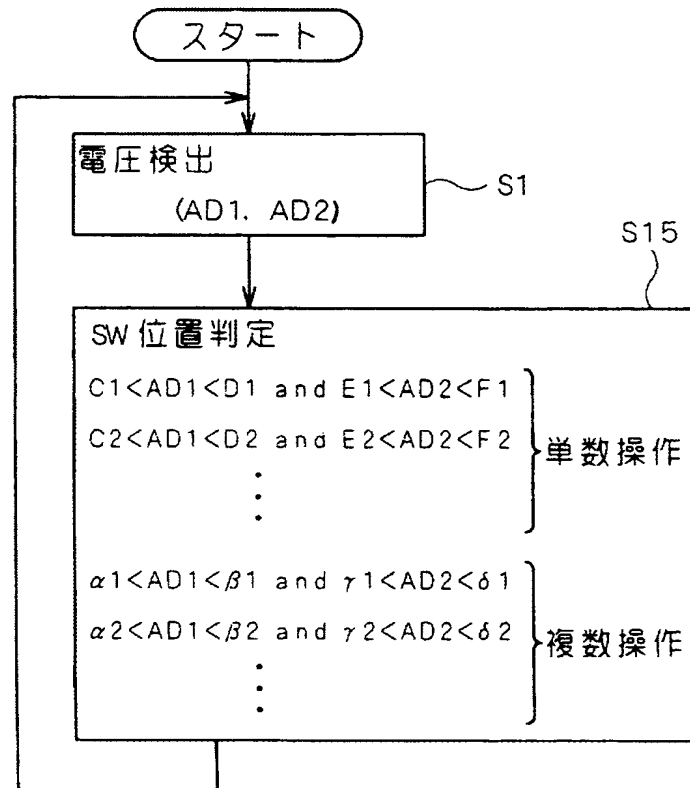 スタート
電圧検出
(AD1. AD2)
S1
S15
SW位置判定
C1<AD1<D1 and E1<AD2<F1
C2<AD1<D2 and E2<AD2<F2
単数操作
α1<AD1<β1 and γ1<AD2<δ1
α2<AD1<β2 and γ2<AD2<δ2
複数操作